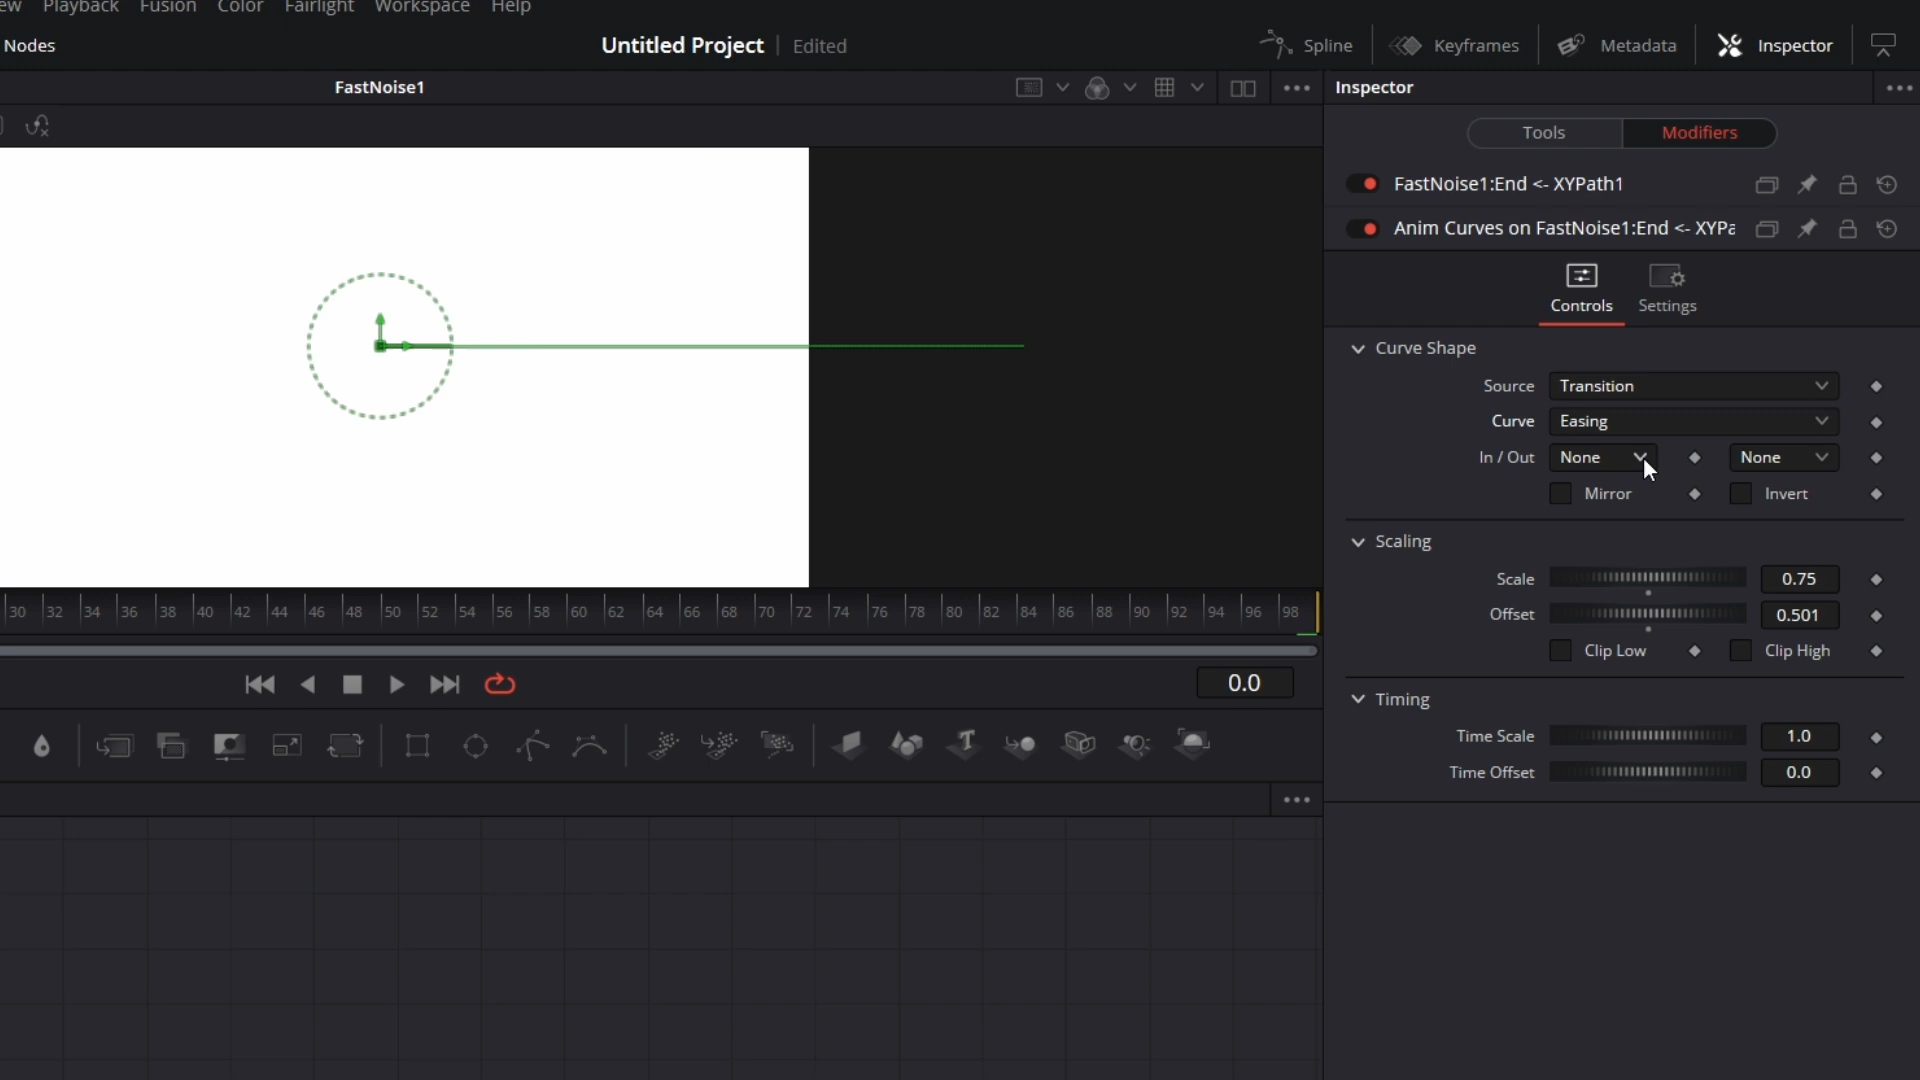 ew Playback Fusion Color Fairlight Workspace Help
Nodes
Untitled Project Edited
Spline Keyframes Metadata Inspector
FastNoise1
Inspector
Tools Modifiers
FastNoise1:End <- XYPath1
Anim Curves on FastNoise1:End <- XYPa
Controls Settings
Curve Shape
Source Transition
Curve Easing
In / Out None None
Mirror Invert
Scaling
Scale 0.75
Offset 0.501
Clip Low Clip High
Timing
Time Scale 1.0
Time Offset 0.0
30 32 34 36 38 40 42 44 46 48 50 52 54 56 58 60 62 64 66 68 70 72 74 76 78 80 82 84 86 88 90 92 94 96 98
0.0